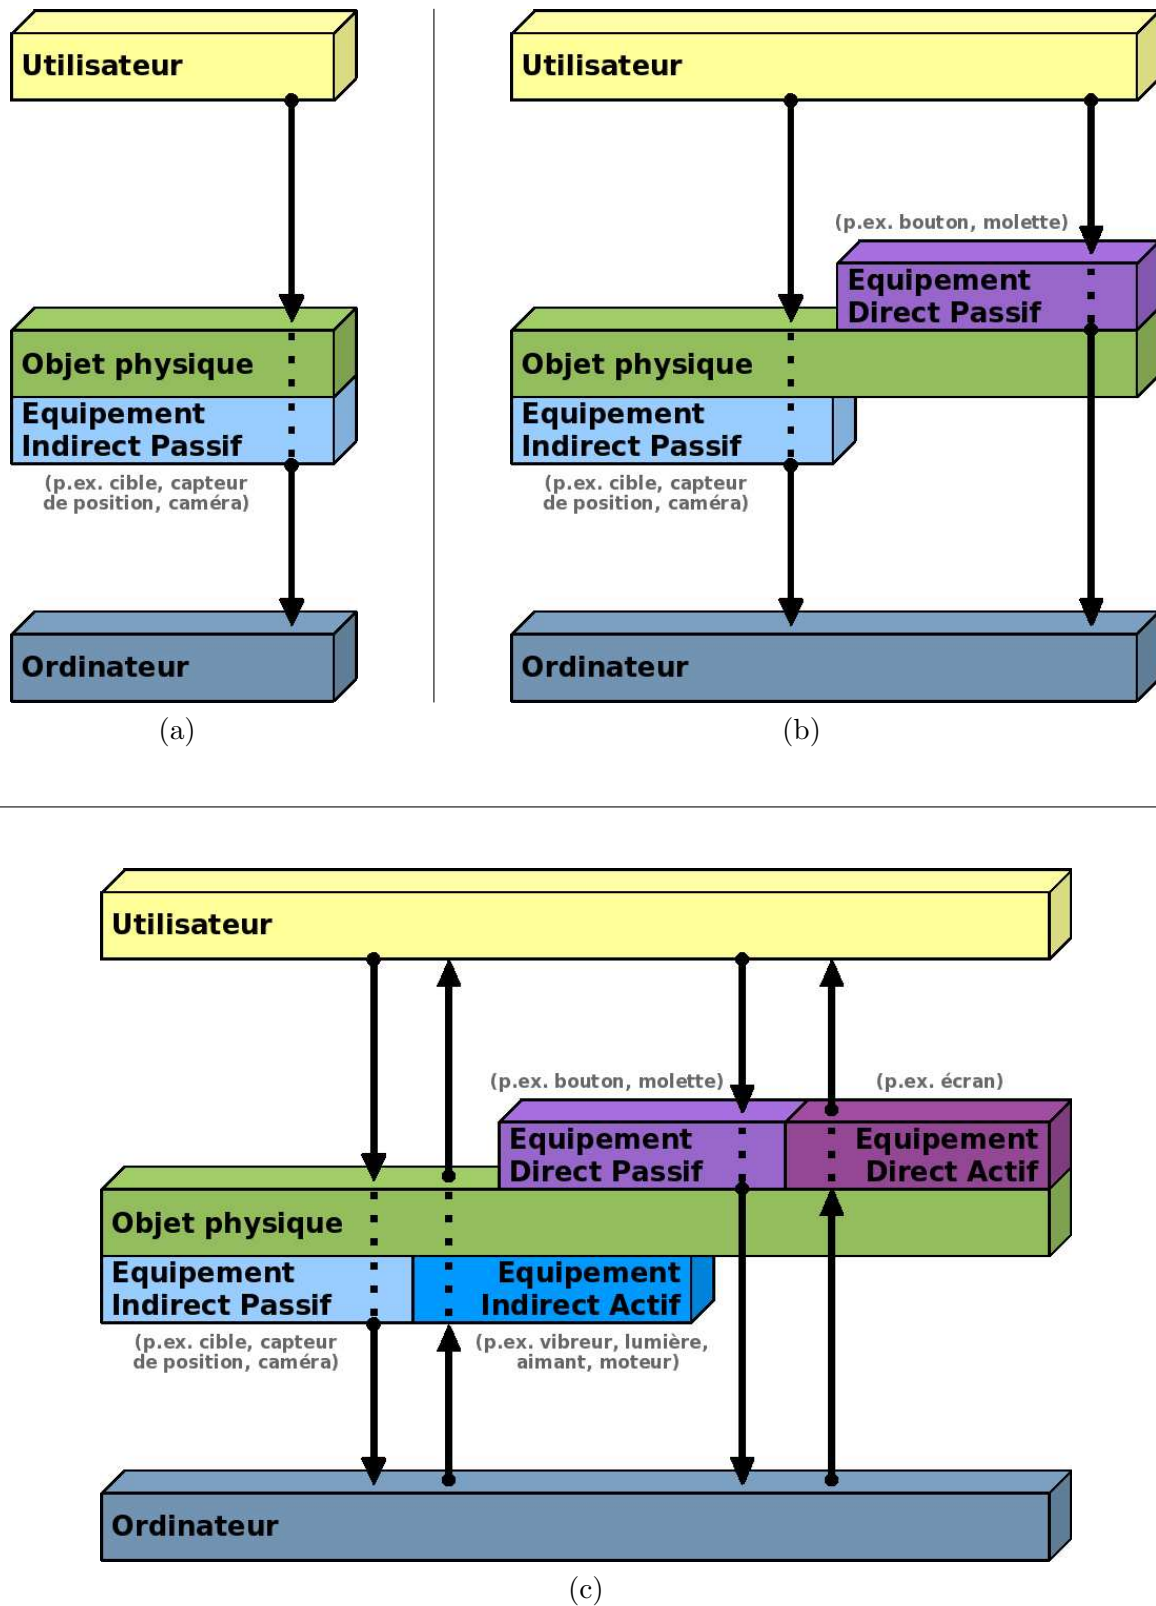 Utilisateur
Objet physique
Equipement
Indirect Passif
(p.ex. cible, capteur
de position, caméra)
Ordinateur
(a)
Utilisateur
(p.ex. bouton, molette)
Equipement
Direct Passif
Objet physique
Equipement
Indirect Passif
(p.ex. cible, capteur
de position, caméra)
Ordinateur
(b)
Utilisateur
(p.ex. bouton, molette)
(p.ex. écran)
Equipement
Direct Passif
Equipement
Direct Actif
Objet physique
Equipement
Indirect Passif
Equipement
Indirect Actif
(p.ex. cible, capteur
de position, caméra)
(p.ex. vibreur, lumière,
aimant, moteur)
Ordinateur
(c)